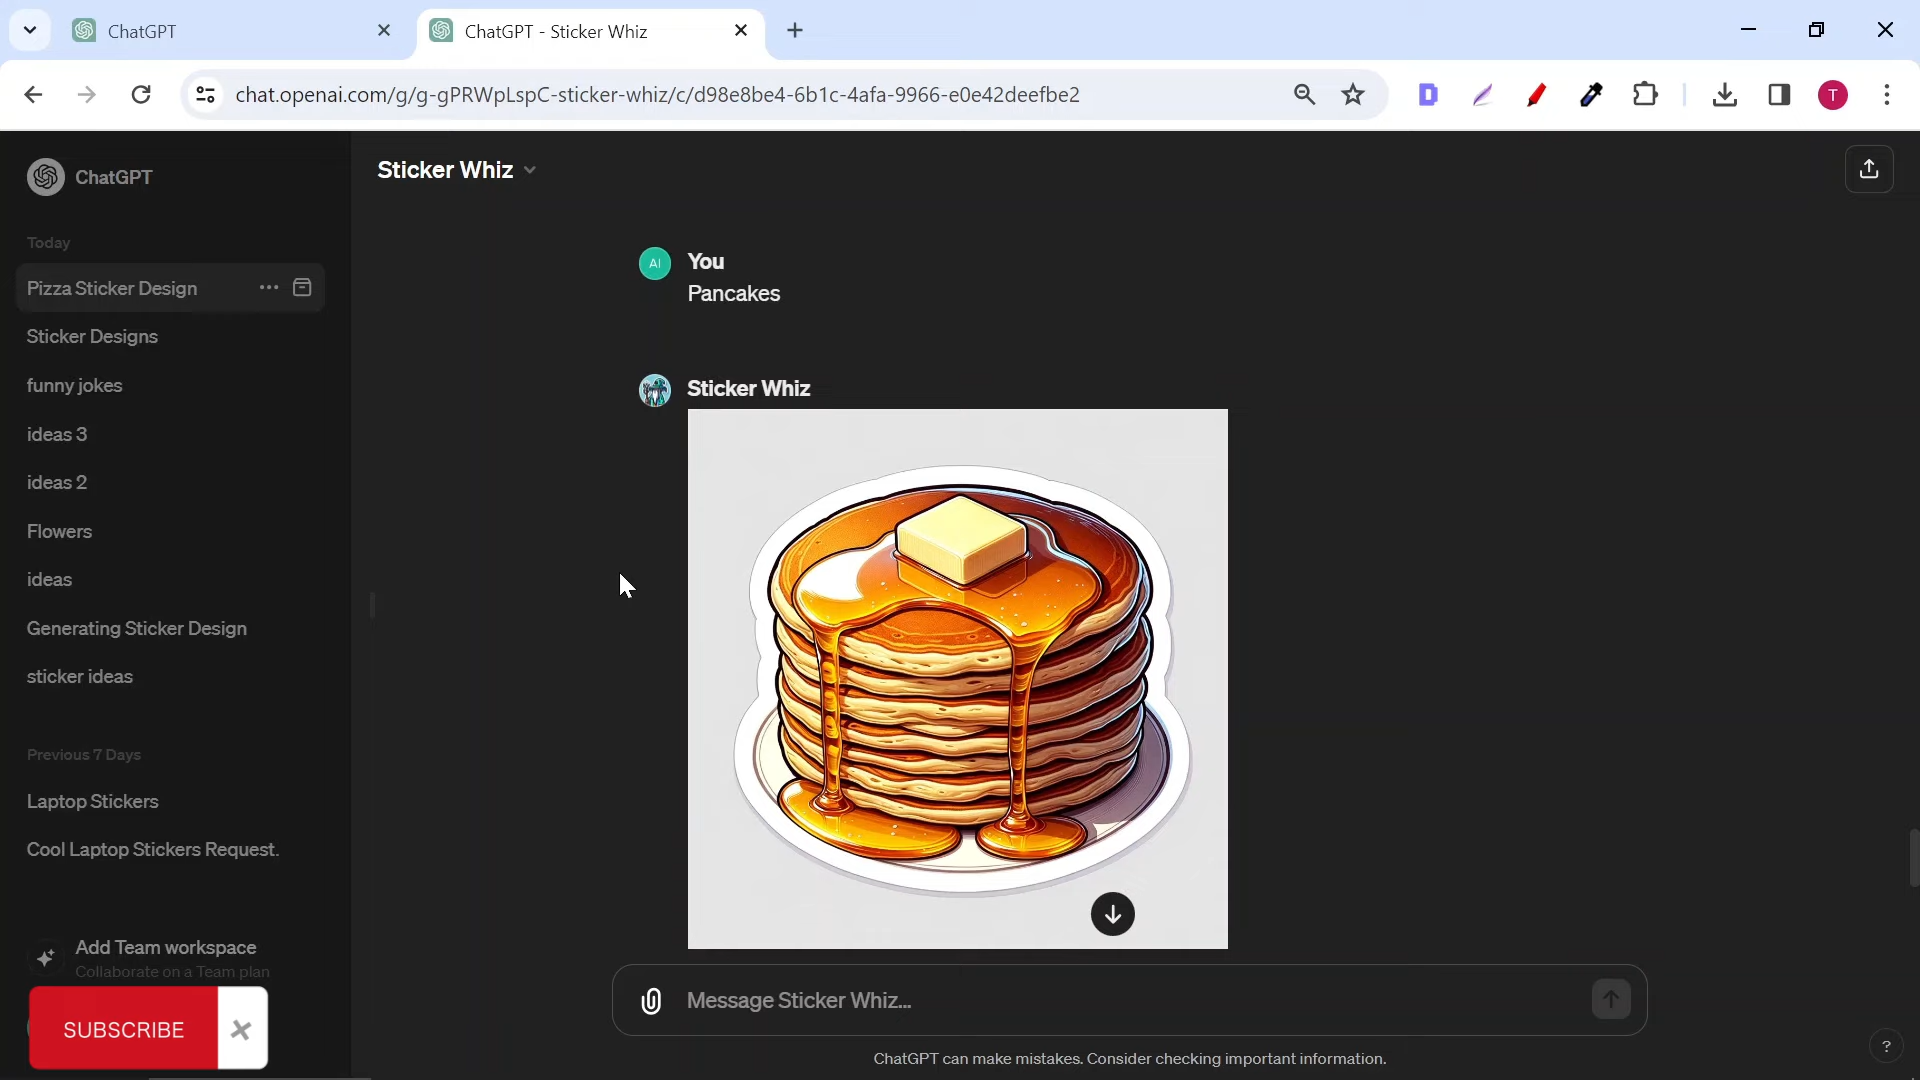 ChatGPT
ChatGPT - Sticker Whiz
chat.openai.com/g/g-gPRWpLspC-sticker-whiz/c/d98e8be4-6b1c-4afa-9966-e0e42deefbe2
T
ChatGPT
Sticker Whiz
Today
Pizza Sticker Design
Sticker Designs
funny jokes
ideas 3
ideas 2
Flowers
ideas
Generating Sticker Design
sticker ideas
Previous 7 Days
Laptop Stickers
Cool Laptop Stickers Request.
Add Team workspace
Collaborate on a Team plan
SUBSCRIBE
AI
You
Pancakes
Sticker Whiz
Message Sticker Whiz...
ChatGPT can make mistakes. Consider checking important information.
?